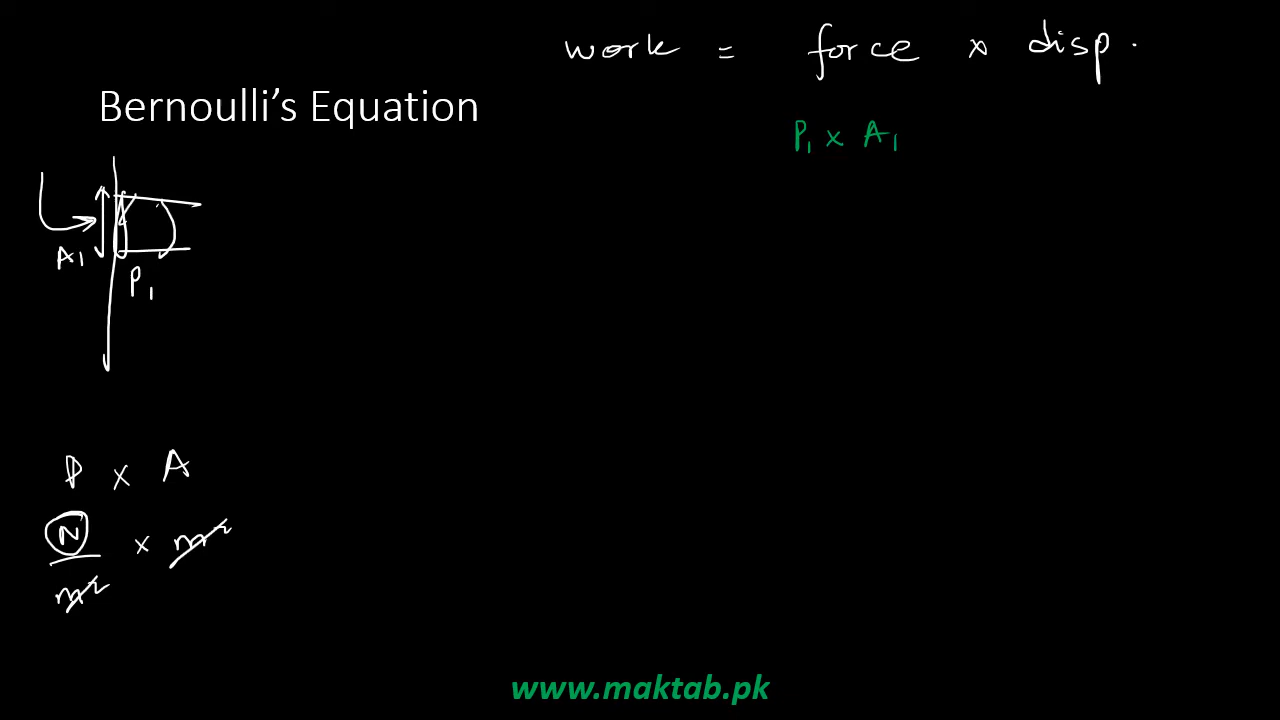 work = force × disp.
Bernoulli's Equation
P₁ × A₁
A₁
P₁
P × A
N × m²
m²
www.maktab.pk